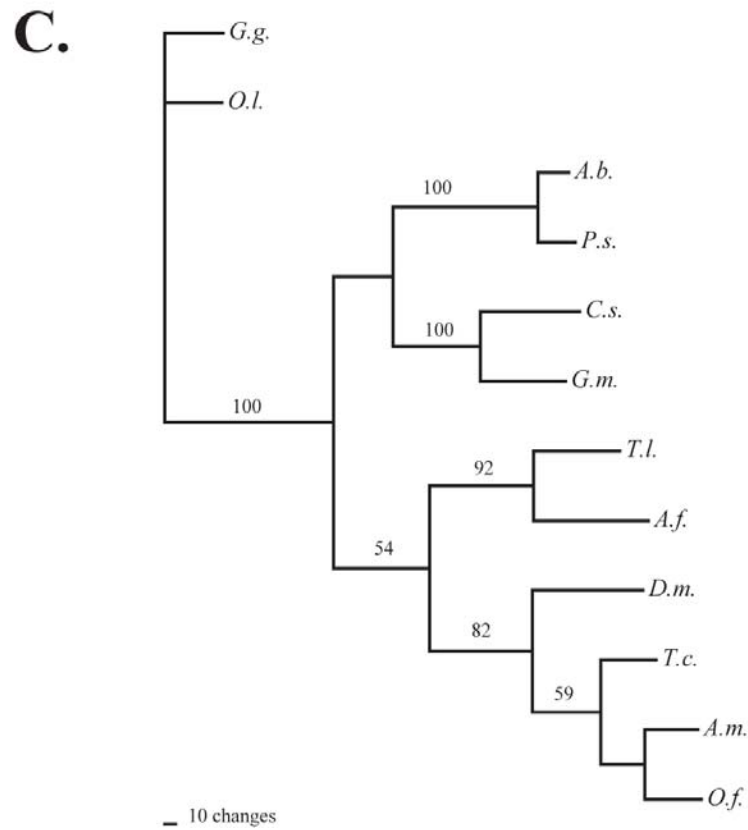 C.
G.g.
O.l.
A.b.
100
P.s.
C.s.
100
G.m.
100
T.l.
92
A.f.
54
D.m.
82
T.c.
59
A.m.
O.f.
10 changes